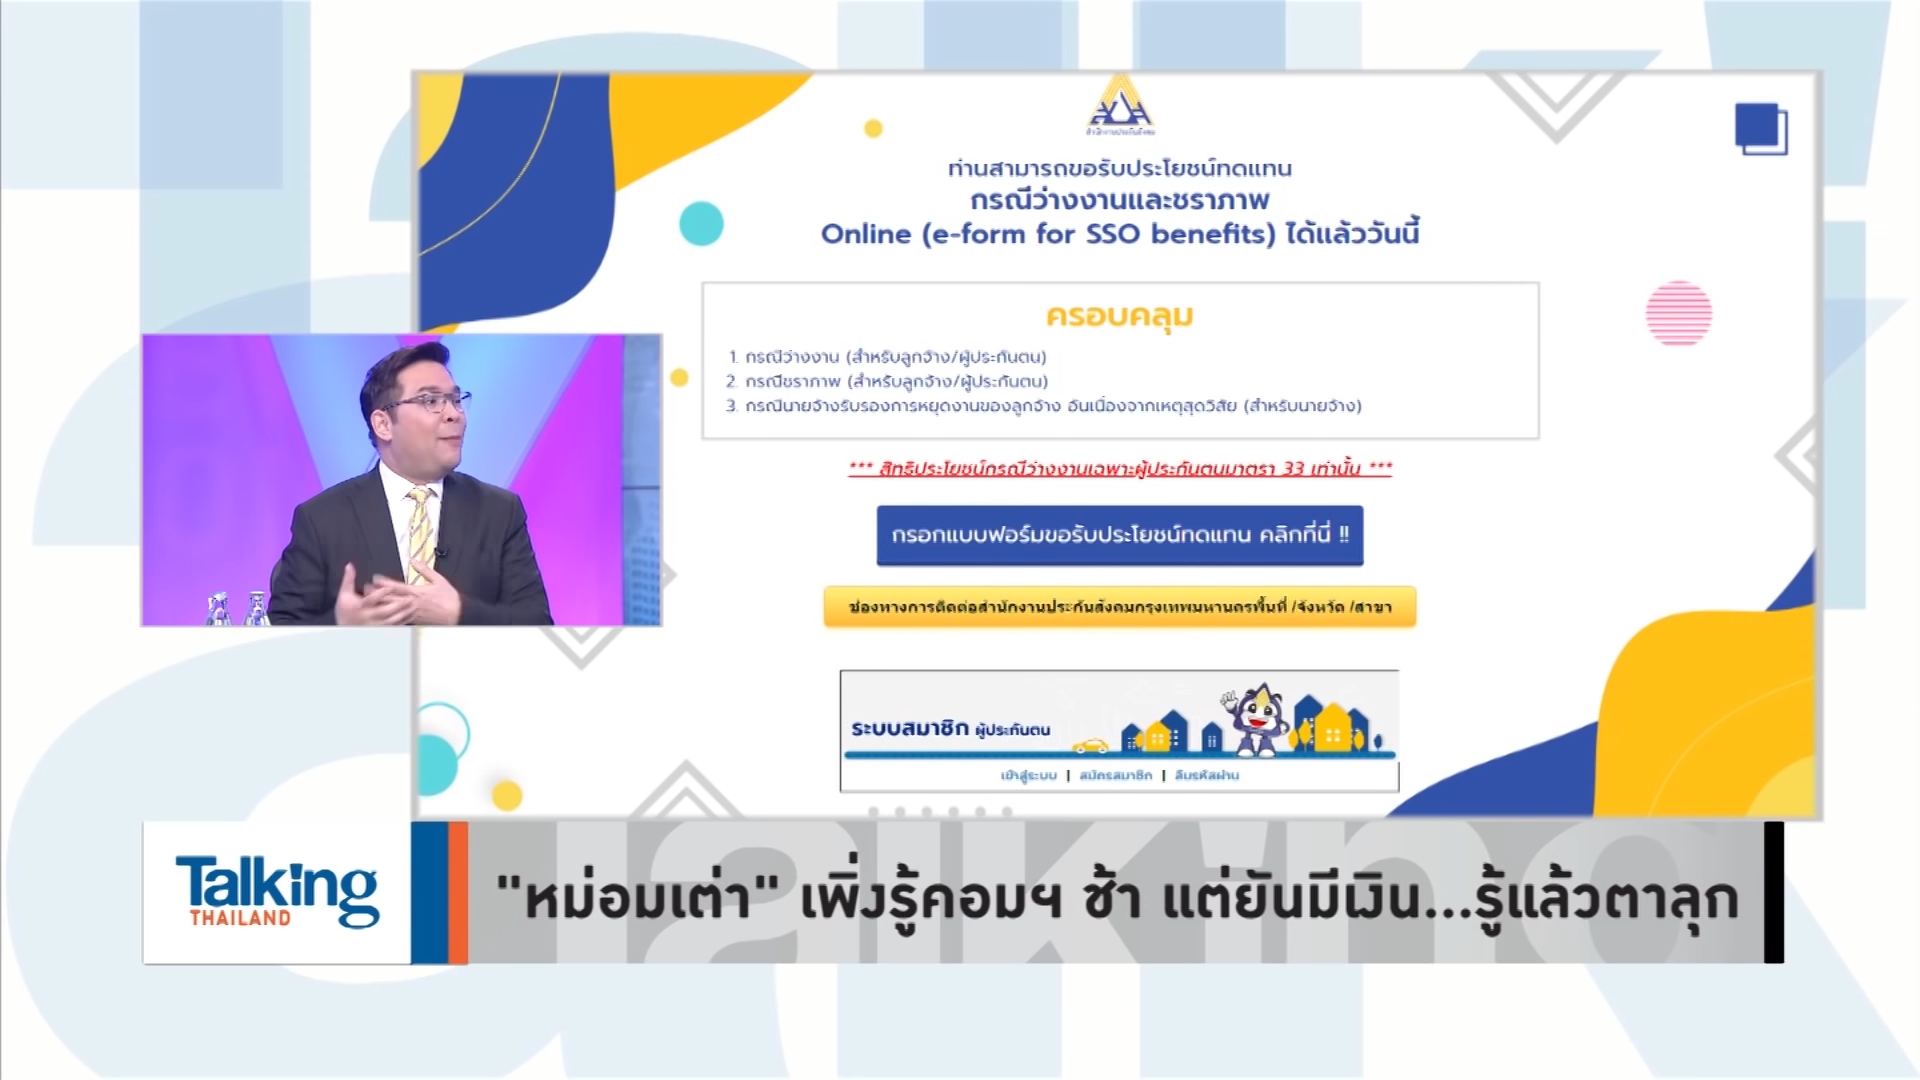 สปส
สำนักงานประกันสังคม
ท่านสามารถขอรับประโยชน์ทดแทน
กรณีว่างงานและชราภาพ
Online (e-form for SSO benefits) ได้แล้ววันนี้
ครอบคลุม
1. กรณีว่างงาน (สำหรับลูกจ้าง/ผู้ประกันตน)
2. กรณีชราภาพ (สำหรับลูกจ้าง/ผู้ประกันตน)
3. กรณีนายจ้างรับรองการหยุดงานของลูกจ้าง อันเนื่องจากเหตุสุดวิสัย (สำหรับนายจ้าง)
*** สิทธิประโยชน์กรณีว่างงานเฉพาะผู้ประกันตนมาตรา 33 เท่านั้น ***
กรอกแบบฟอร์มขอรับประโยชน์ทดแทน คลิกที่นี่ !!
ช่องทางการติดต่อสำนักงานประกันสังคมกรุงเทพมหานครพื้นที่ /จังหวัด /สาขา
ระบบสมาชิก ผู้ประกันตน
เข้าสู่ระบบ | สมัครสมาชิก | ลืมรหัสผ่าน
Talking
THAILAND
"หม่อมเต่า" เพิ่งรู้คอมฯ ช้า แต่ยันมีเงิน...รู้แล้วตาลุก